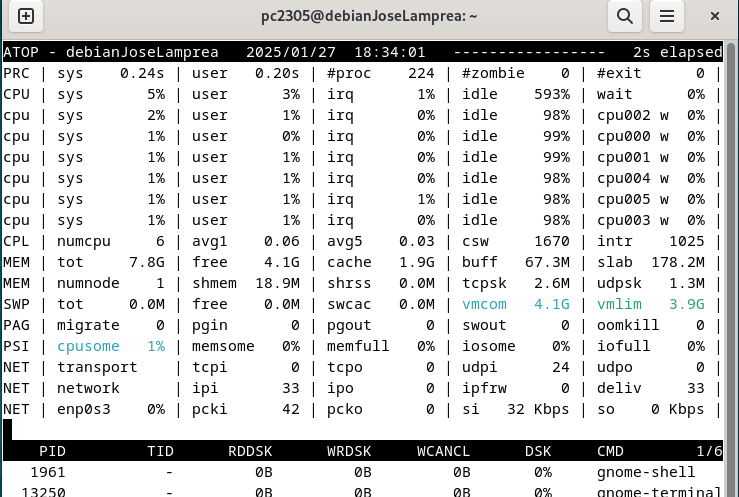 pc2305@debianJoseLamprea: ~
ATOP - debianJoseLamprea 2025/01/27 18:34:01 ----------------- 2s elapsed
PRC | sys 0.24s | user 0.20s | #proc 224 | #zombie 0 | #exit 0 |
CPU | sys 5% | user 3% | irq 1% | idle 593% | wait 0% |
cpu | sys 2% | user 1% | irq 0% | idle 98% | cpu002 w 0% |
cpu | sys 1% | user 0% | irq 0% | idle 99% | cpu000 w 0% |
cpu | sys 1% | user 1% | irq 0% | idle 99% | cpu001 w 0% |
cpu | sys 1% | user 1% | irq 0% | idle 98% | cpu004 w 0% |
cpu | sys 1% | user 1% | irq 1% | idle 98% | cpu005 w 0% |
cpu | sys 1% | user 1% | irq 0% | idle 98% | cpu003 w 0% |
CPL | numcpu 6 | avg1 0.06 | avg5 0.03 | csw 1670 | intr 1025 |
MEM | tot 7.8G | free 4.1G | cache 1.9G | buff 67.3M | slab 178.2M |
MEM | numnode 1 | shmem 18.9M | shrss 0.0M | tcpsk 2.6M | udpsk 1.3M |
SWP | tot 0.0M | free 0.0M | swcac 0.0M | vmcom 4.1G | vmlim 3.9G |
PAG | migrate 0 | pgin 0 | pgout 0 | swout 0 | oomkill 0 |
PSI | cpusome 1% | memsome 0% | memfull 0% | iosome 0% | iofull 0% |
NET | transport | tcpi 0 | tcpo 0 | udpi 24 | udpo 0 |
NET | network | ipi 33 | ipo 0 | ipfrw 0 | deliv 33 |
NET | enp0s3 0% | pcki 42 | pcko 0 | si 32 Kbps | so 0 Kbps |
PID TID RDDSK WRDSK WCANCL DSK CMD 1/6
1961 - 0B 0B 0B 0% gnome-shell
13250 - 0B 0B 0B 0% gnome-terminal